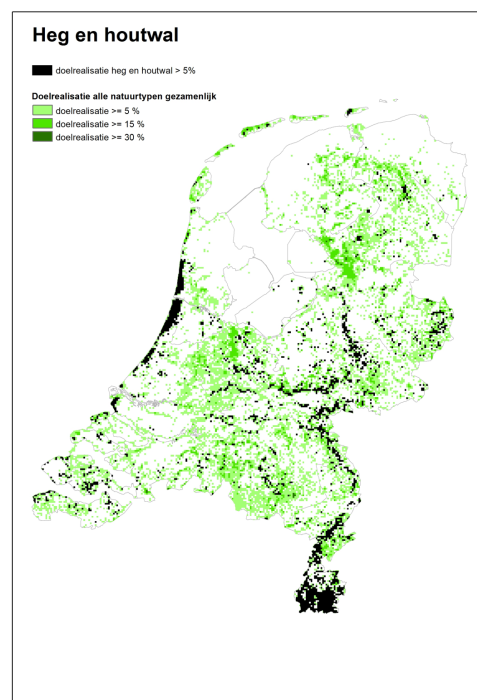 Heg en houtwal
doelrealisatie heg en houtwal > 5%
Doelrealisatie alle natuurtypen gezamenlijk
doelrealisatie >= 5 %
doelrealisatie >= 15 %
doelrealisatie >= 30 %